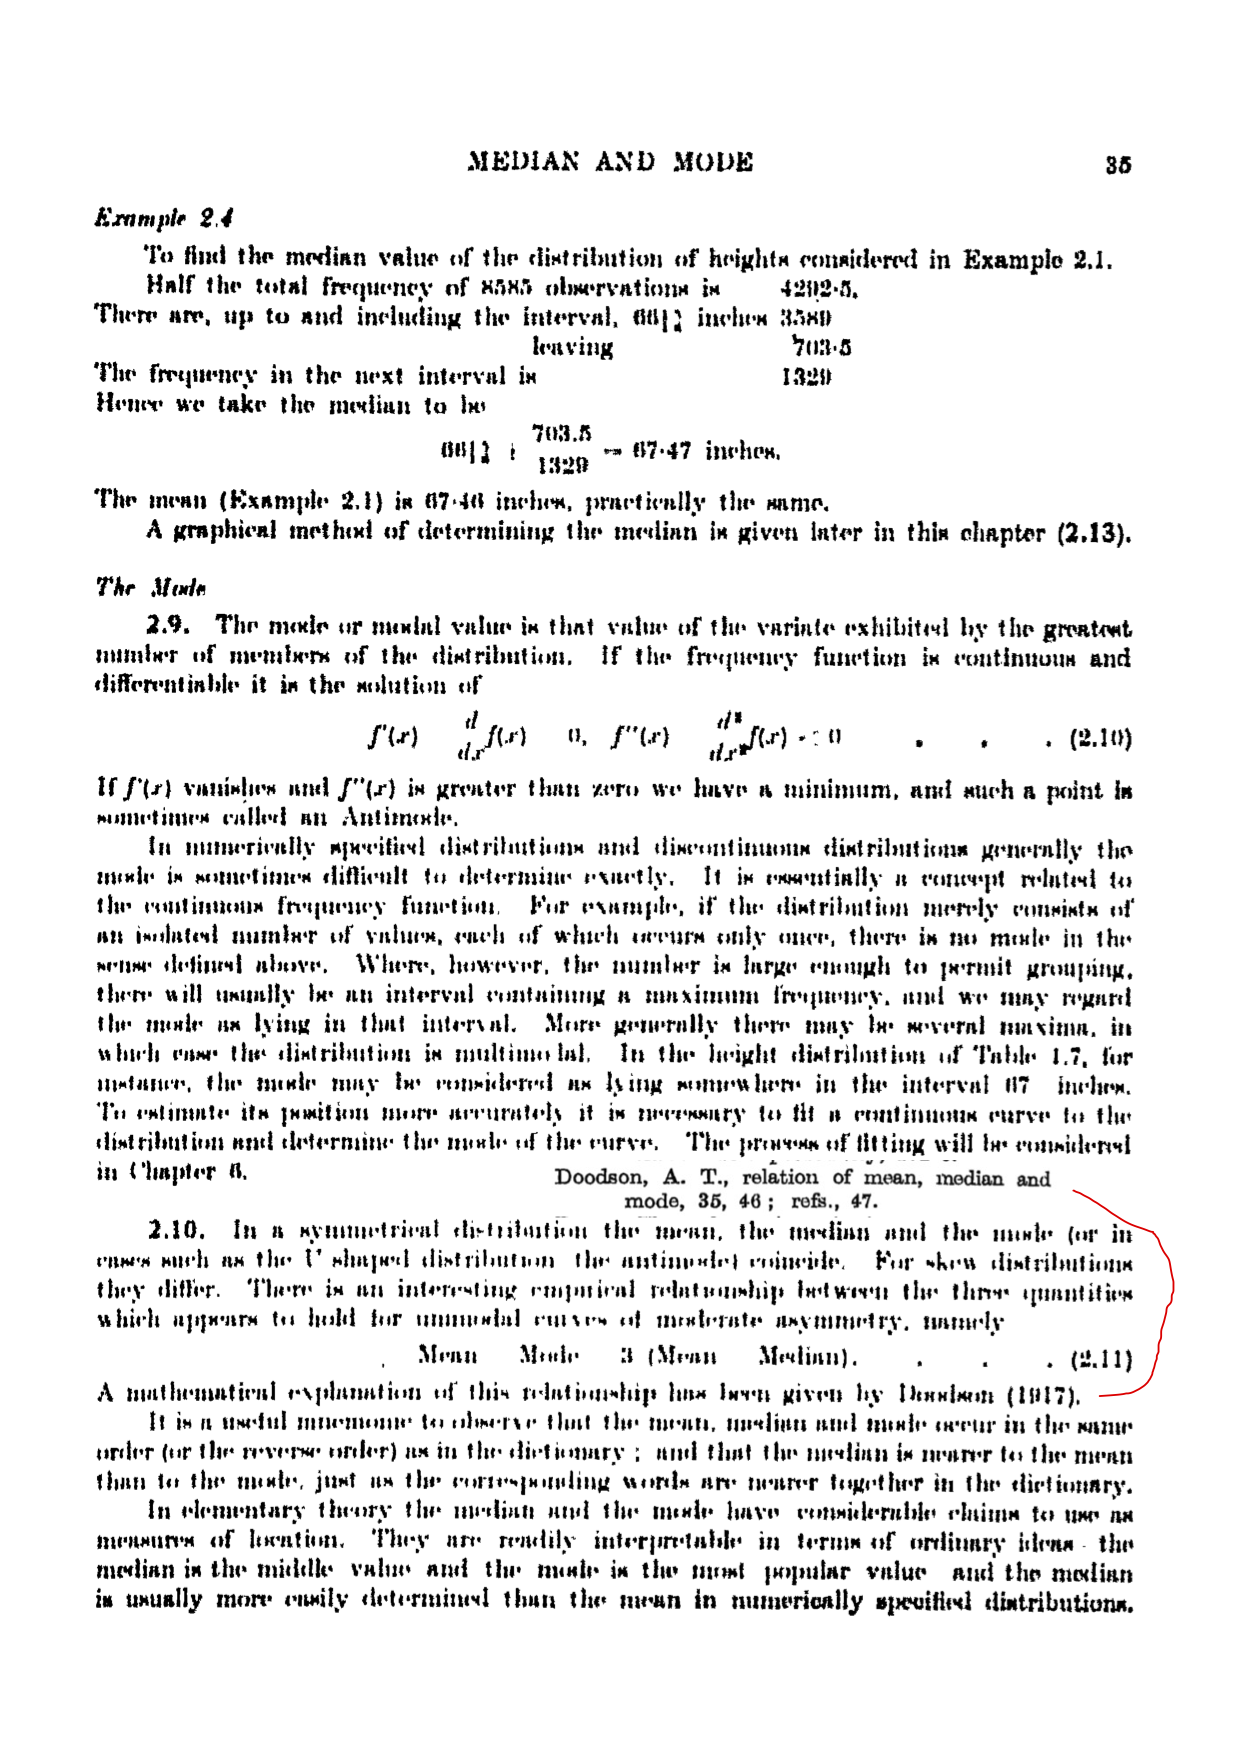 MEDIAN AND MODE 35
Example 2.4
To find the median value of the distribution of heights considered in Example 2.1.
Half the total frequency of 8585 observations is 4292·5.
There are, up to and including the interval, 66 inches 3589
leaving 703·5
The frequency in the next interval is 1329
Hence we take the median to be
703.5
66 + = 67·47 inches.
1329
The mean (Example 2.1) is 67·46 inches, practically the same.
A graphical method of determining the median is given later in this chapter (2.13).
The Mode
2.9. The mode or modal value is that value of the variate exhibited by the greatest
number of members of the distribution. If the frequency function is continuous and
differentiable it is the solution of
f'(x) d/dx f(x) 0, f''(x) d²/dx² f(x) < 0 . . . (2.10)
If f'(x) vanishes and f''(x) is greater than zero we have a minimum, and such a point is
sometimes called an Antimode.
In numerically specified distributions and discontinuous distributions generally the
mode is sometimes difficult to determine exactly. It is essentially a concept related to
the continuous frequency function. For example, if the distribution merely consists of
an isolated number of values, each of which occurs only once, there is no mode in the
sense defined above. Where, however, the number is large enough to permit grouping,
there will usually be an interval containing a maximum frequency, and we may regard
the mode as lying in that interval. More generally there may be several maxima, in
which case the distribution is multimodal. In the height distribution of Table 1.7, for
instance, the mode may be considered as lying somewhere in the interval 67 inches.
To estimate its position more accurately it is necessary to fit a continuous curve to the
distribution and determine the mode of the curve. The process of fitting will be considered
in Chapter 6.
Doodson, A. T., relation of mean, median and
mode, 35, 46 ; refs., 47.
2.10. In a symmetrical distribution the mean, the median and the mode (or in
cases such as the U shaped distribution the antimode) coincide. For skew distributions
they differ. There is an interesting empirical relationship between the three quantities
which appears to hold for unimodal curves of moderate asymmetry, namely
Mean Mode 3 (Mean Median). . . . (2.11)
A mathematical explanation of this relationship has been given by Doodson (1917).
It is a useful mnemonic to observe that the mean, median and mode occur in the same
order (or the reverse order) as in the dictionary ; and that the median is nearer to the mean
than to the mode, just as the corresponding words are nearer together in the dictionary.
In elementary theory the median and the mode have considerable claims to use as
measures of location. They are readily interpretable in terms of ordinary ideas - the
median is the middle value and the mode is the most popular value and the median
is usually more easily determined than the mean in numerically specified distributions.